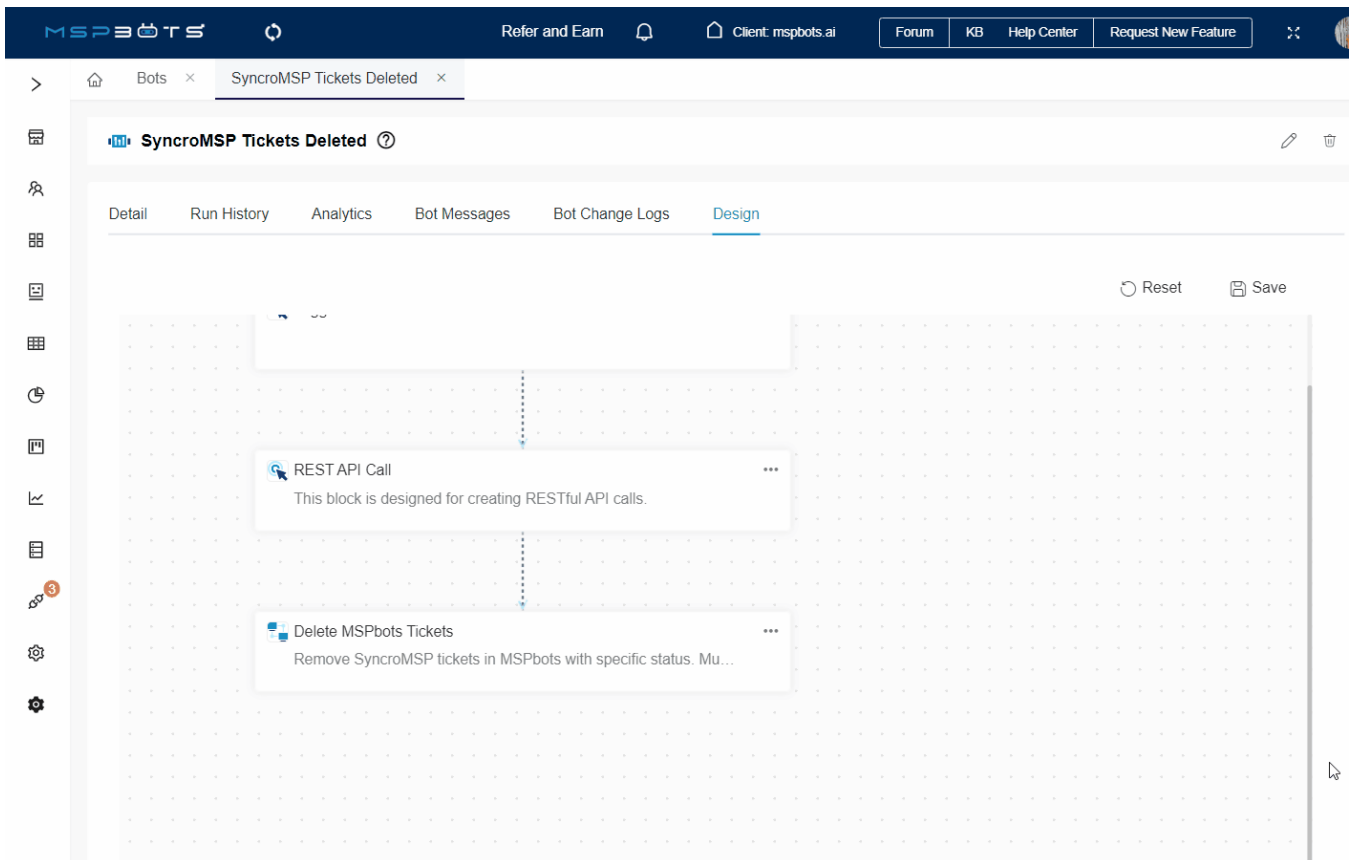 MSPBOTS Refer and Earn Client: mspbots.ai Forum KB Help Center Request New Feature
Bots SyncroMSP Tickets Deleted
SyncroMSP Tickets Deleted
Detail Run History Analytics Bot Messages Bot Change Logs Design
Reset Save
REST API Call
This block is designed for creating RESTful API calls.
3
Delete MSPbots Tickets
Remove SyncroMSP tickets in MSPbots with specific status. Mu...